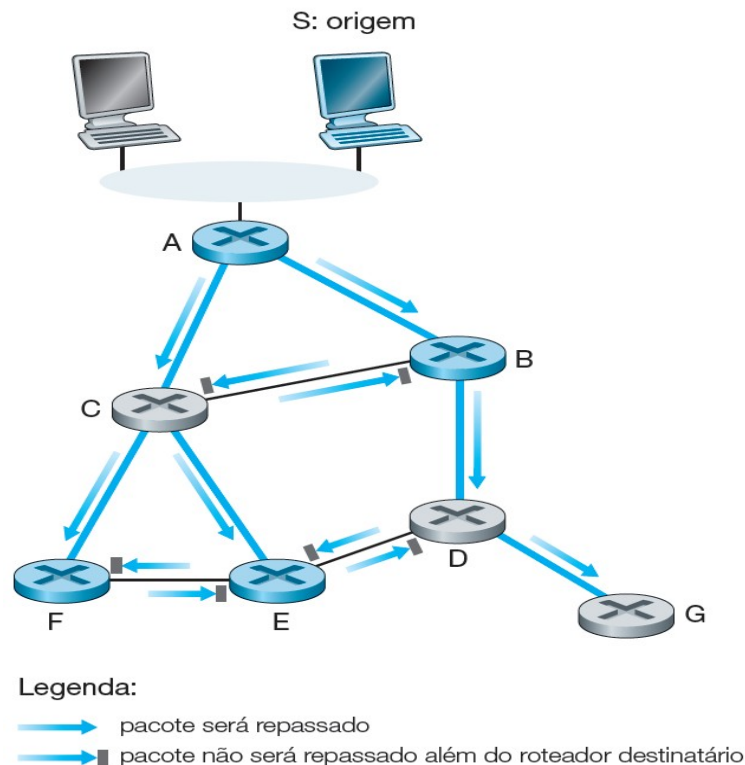 S: origem
A
B
C
D
F
E
G
Legenda:
pacote será repassado
pacote não será repassado além do roteador destinatário